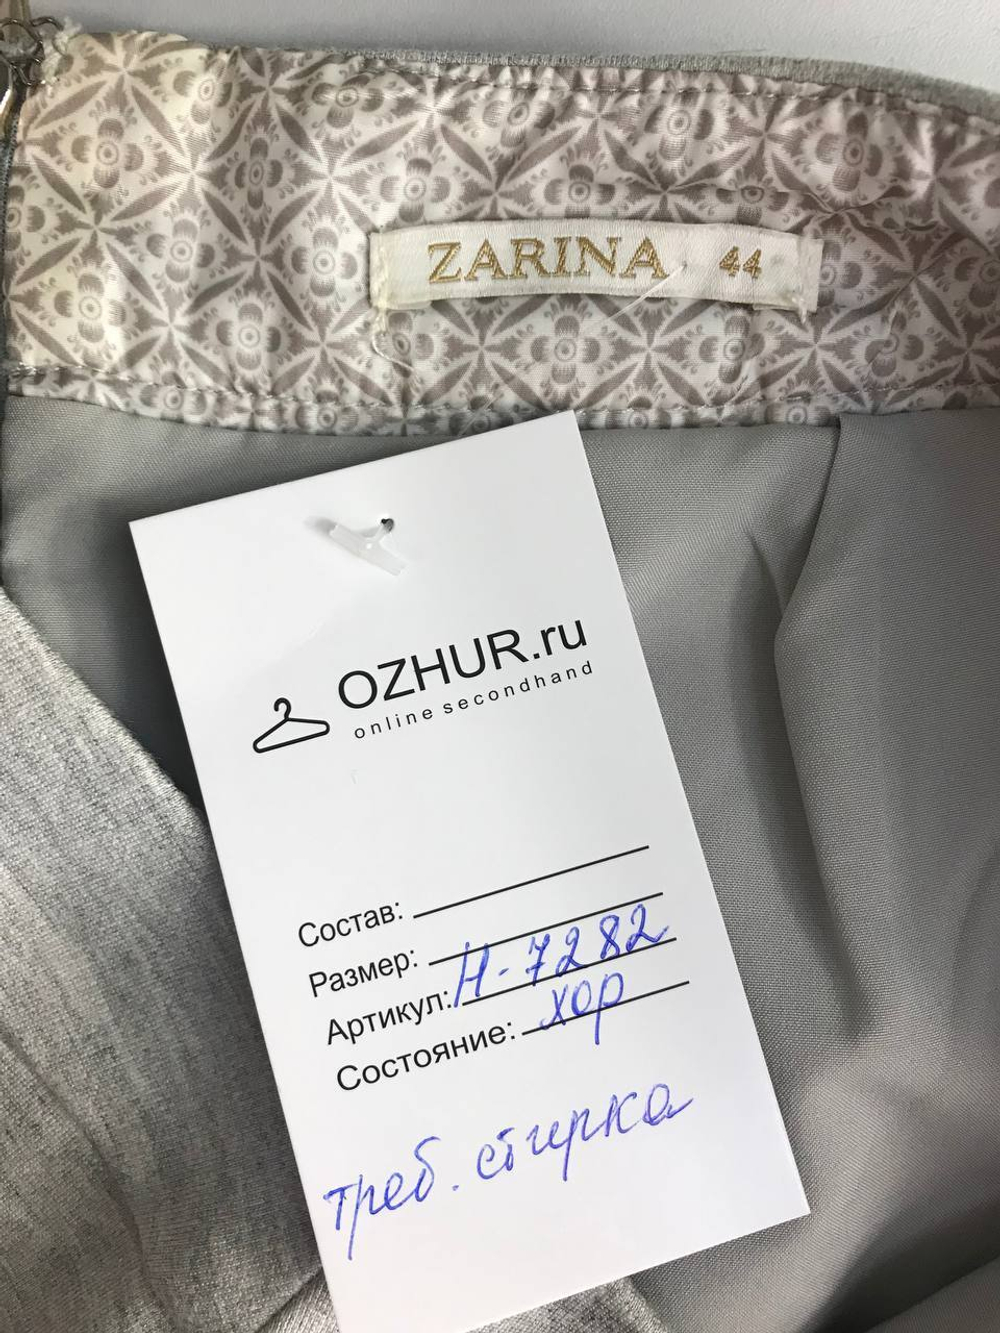 ZARINA 44
OZHUR.ru
online secondhand
Состав:
Размер:
Артикул: Н-7282
Состояние: хор
треб. стирка